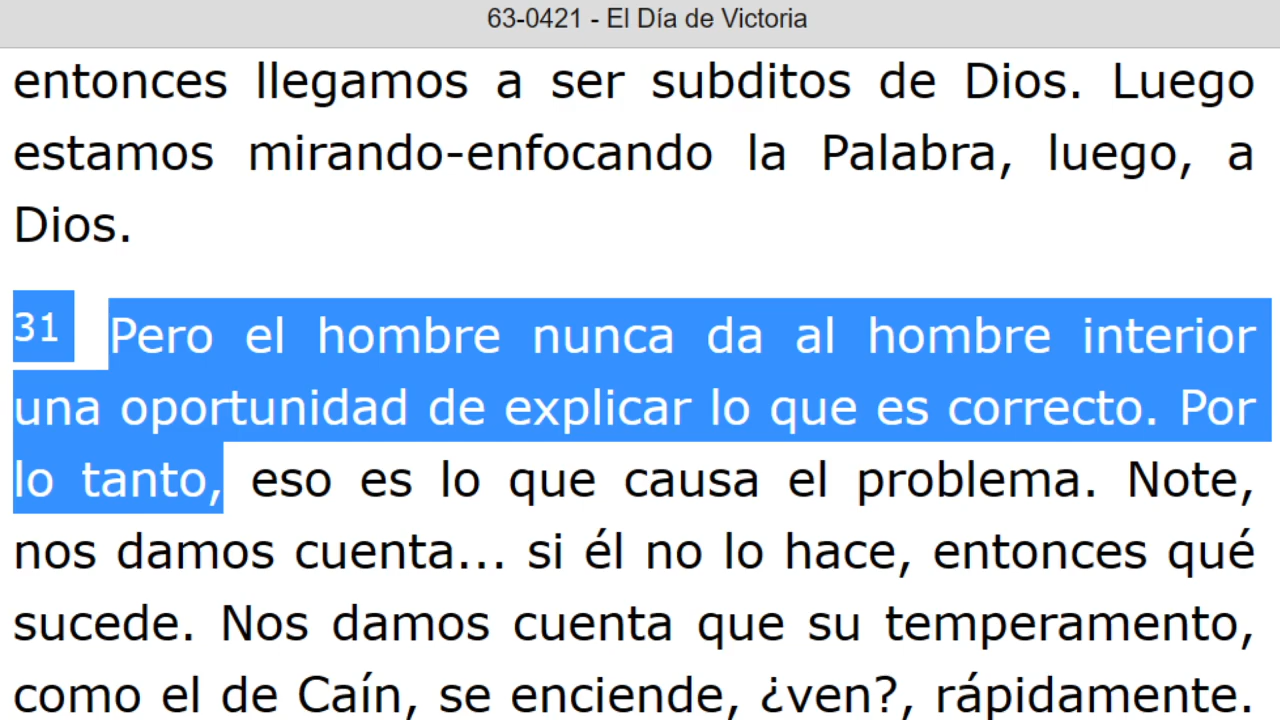 63-0421 - El Día de Victoria
entonces llegamos a ser subditos de Dios. Luego
estamos mirando-enfocando la Palabra, luego, a
Dios.
31 Pero el hombre nunca da al hombre interior
una oportunidad de explicar lo que es correcto. Por
lo tanto, eso es lo que causa el problema. Note,
nos damos cuenta... si él no lo hace, entonces qué
sucede. Nos damos cuenta que su temperamento,
como el de Caín, se enciende, ¿ven?, rápidamente.